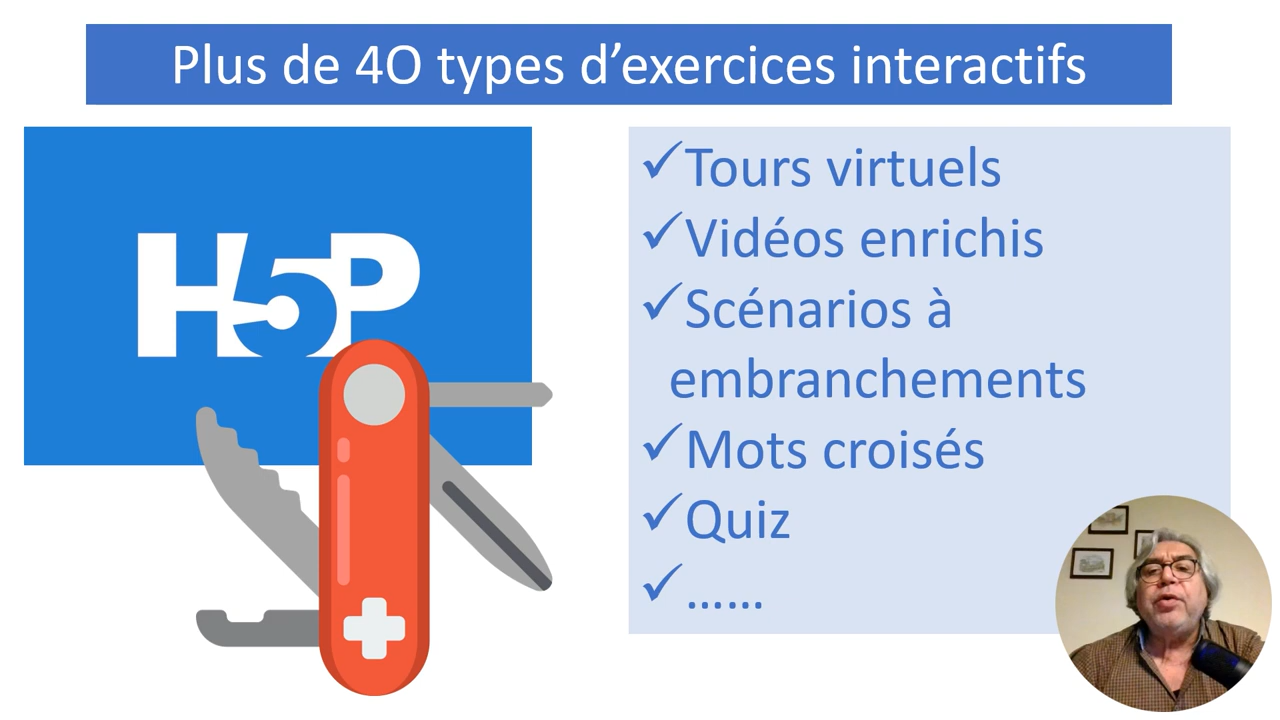 Plus de 4O types d’exercices interactifs
H5P
✓Tours virtuels
✓Vidéos enrichis
✓Scénarios à
embranchements
✓Mots croisés
✓Quiz
✓......